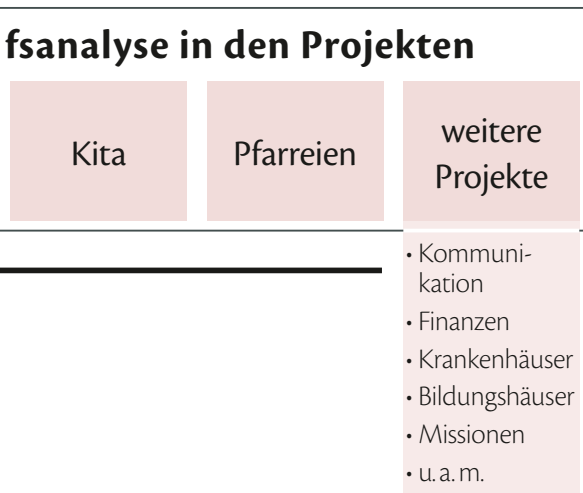 fsanalyse in den Projekten
Kita
Pfarreien
weitere
Projekte
• Kommuni-
kation
• Finanzen
• Krankenhäuser
• Bildungshäuser
• Missionen
• u. a. m.